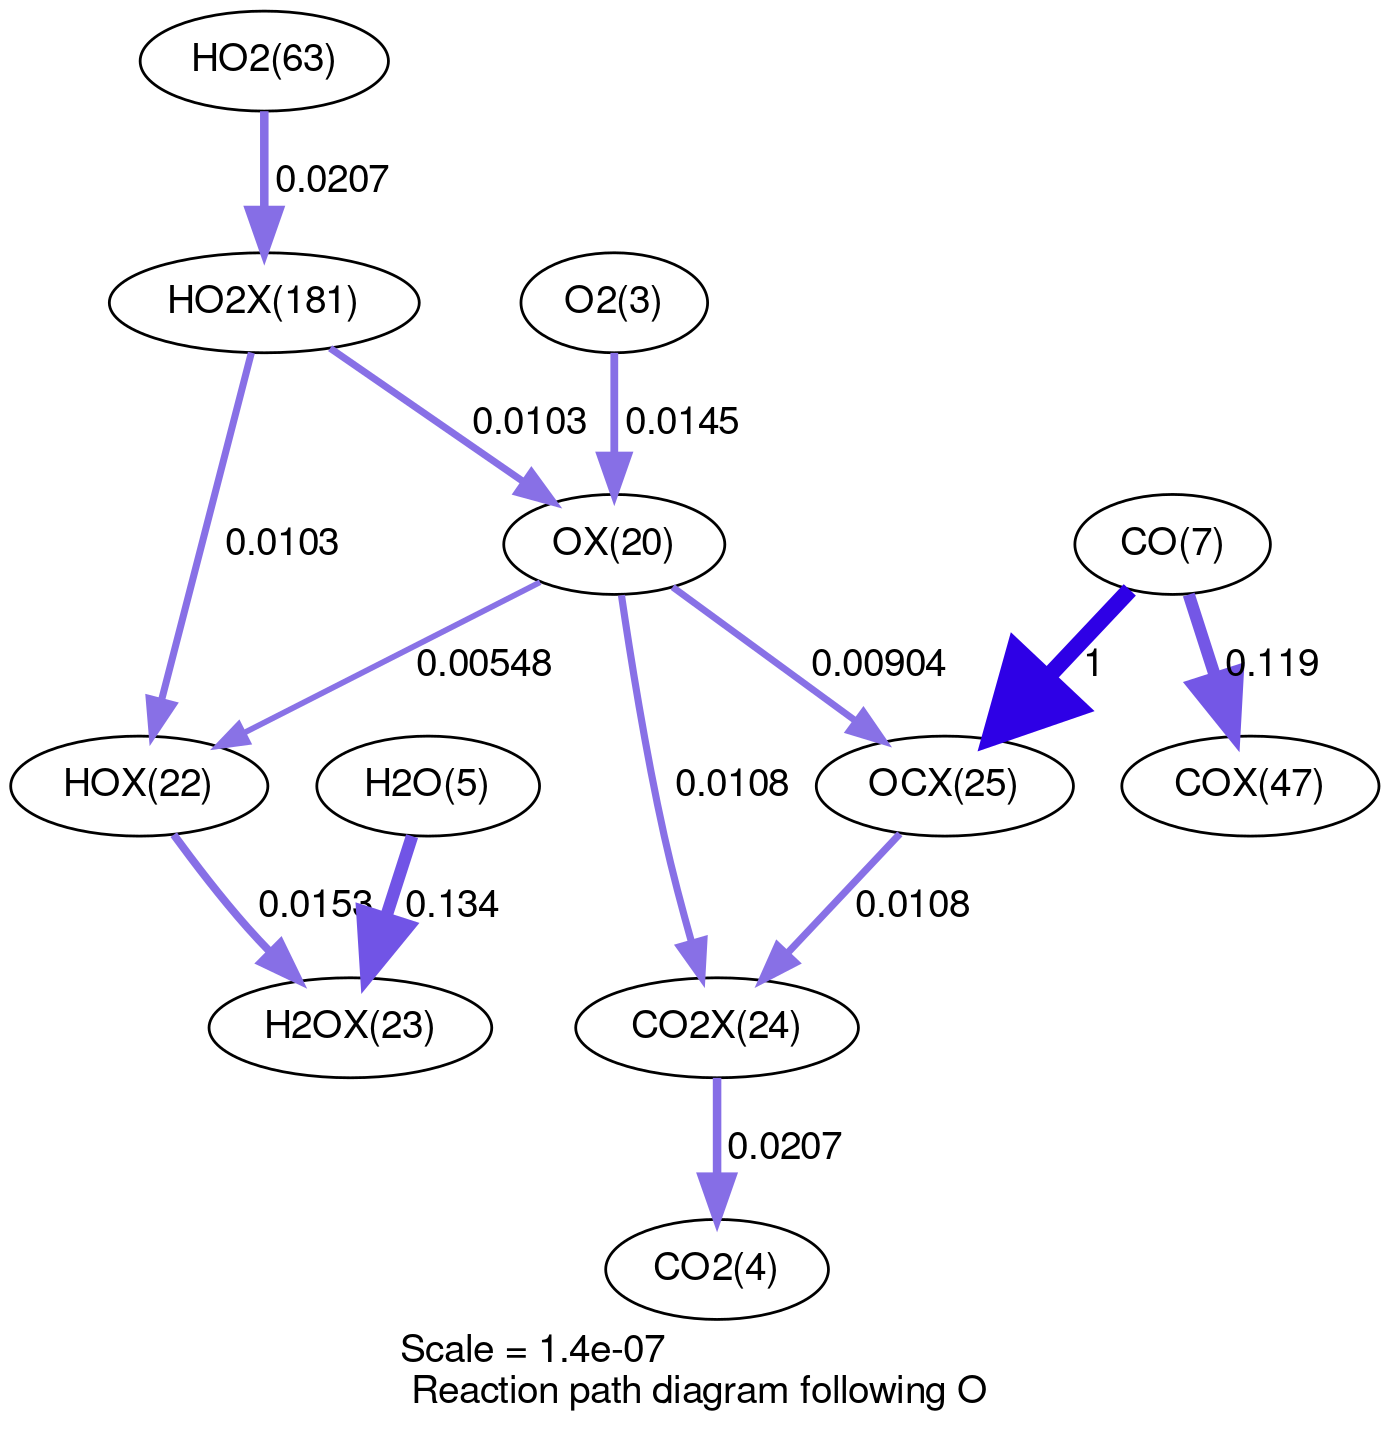 HO2(63)
0.0207
HO2X(181)
O2(3)
0.0103
0.0145
0.0103
OX(20)
CO(7)
0.00548
0.00904
1
0.119
HOX(22)
H2O(5)
0.0108
OCX(25)
COX(47)
0.0153
0.134
0.0108
H2OX(23)
CO2X(24)
0.0207
CO2(4)
Scale = 1.4e-07
Reaction path diagram following O